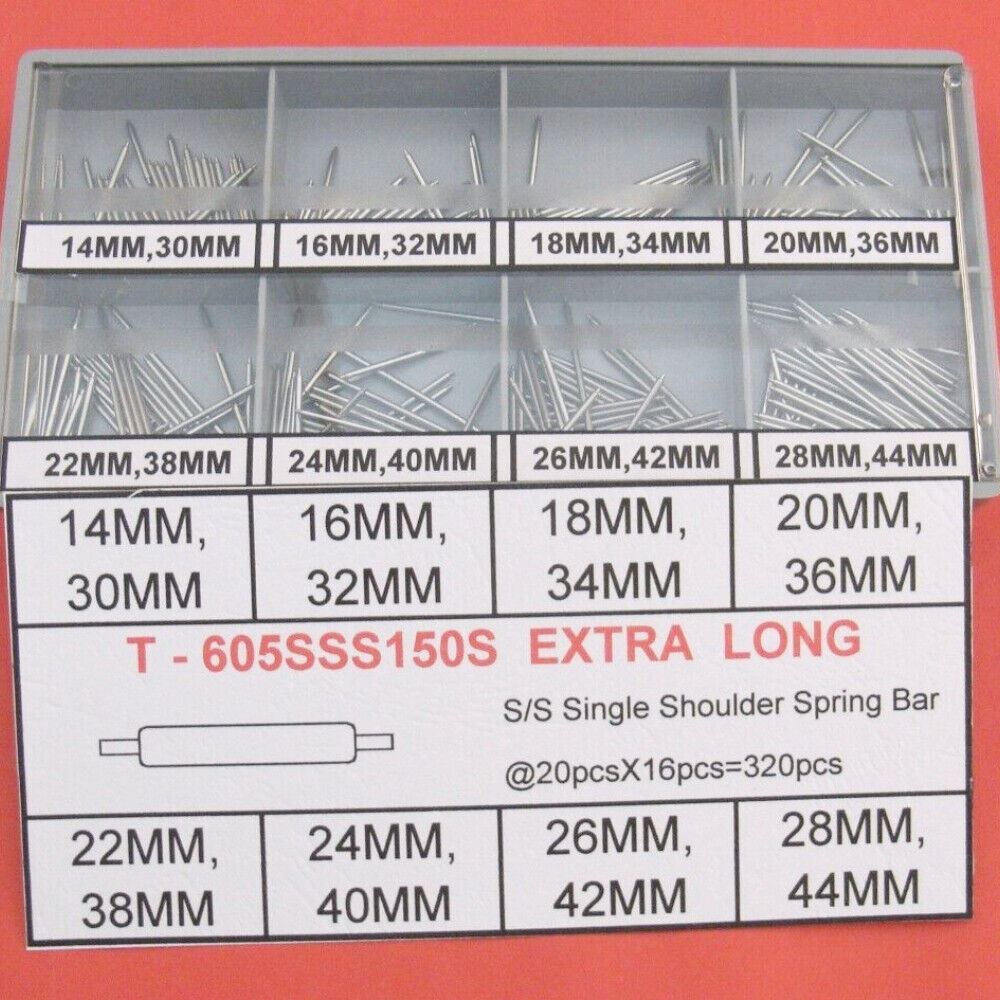 14MM,30MM 16MM,32MM 18MM,34MM 20MM,36MM
22MM,38MM 24MM,40MM 26MM,42MM 28MM,44MM
14MM, 16MM, 18MM, 20MM,
30MM 32MM 34MM 36MM
T - 605SSS150S EXTRA LONG
S/S Single Shoulder Spring Bar
@20pcsX16pcs=320pcs
22MM, 24MM, 26MM, 28MM,
38MM 40MM 42MM 44MM